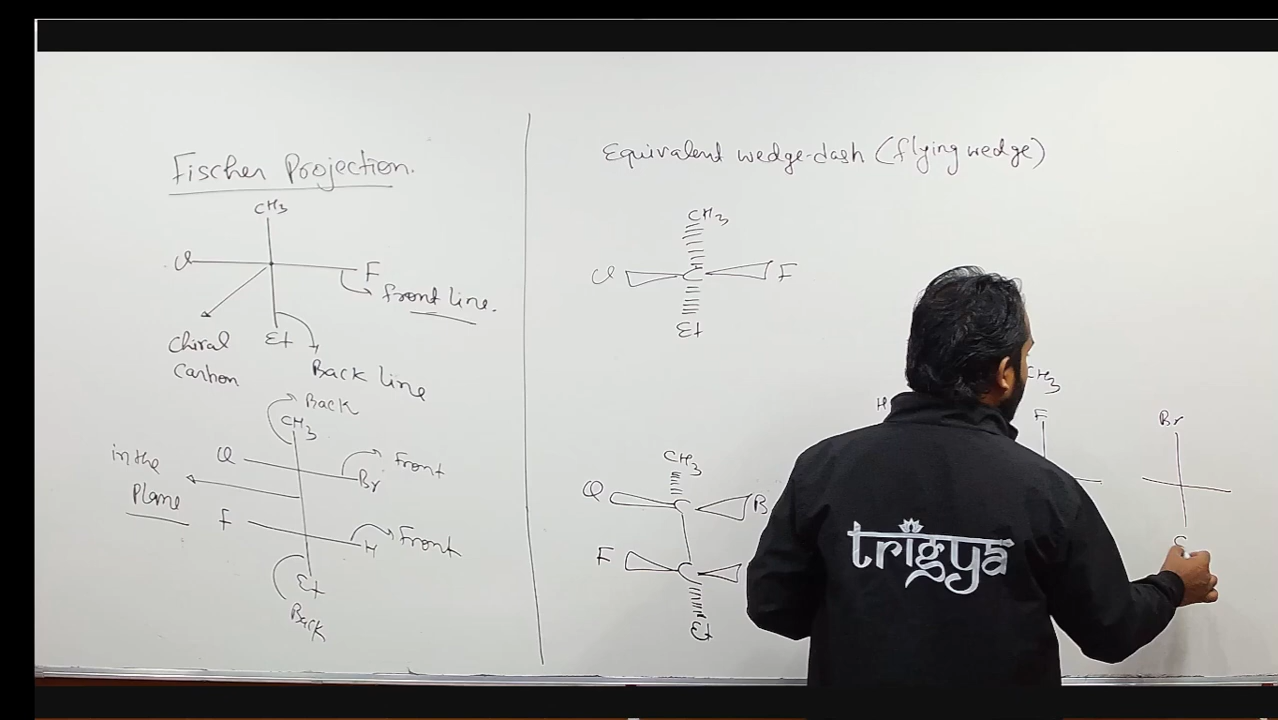 Fischer Projection.
CH3
Cl
F
front line.
Chiral
Carbon
Et
Back line
Back
CH3
Cl
Front
Br
in the
Plane
F
H
Front
Et
Back
Equivalent wedge-dash (flying wedge)
CH3
Cl
C
F
Et
CH3
Cl
C
B
F
C
Et
H
CH3
F
Br
C
trigya